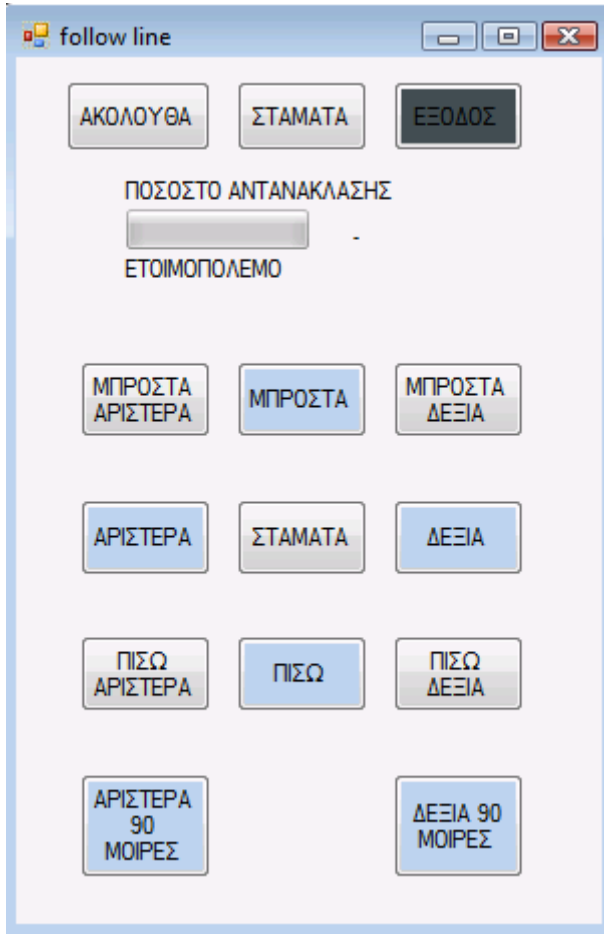 follow line
ΑΚΟΛΟΥΘΑ
ΣΤΑΜΑΤΑ
ΕΞΟΔΟΣ
ΠΟΣΟΣΤΟ ΑΝΤΑΝΑΚΛΑΣΗΣ
-
ΕΤΟΙΜΟΠΟΛΕΜΟ
ΜΠΡΟΣΤΑ
ΑΡΙΣΤΕΡΑ
ΜΠΡΟΣΤΑ
ΜΠΡΟΣΤΑ
ΔΕΞΙΑ
ΑΡΙΣΤΕΡΑ
ΣΤΑΜΑΤΑ
ΔΕΞΙΑ
ΠΙΣΩ
ΑΡΙΣΤΕΡΑ
ΠΙΣΩ
ΠΙΣΩ
ΔΕΞΙΑ
ΑΡΙΣΤΕΡΑ
90
ΜΟΙΡΕΣ
ΔΕΞΙΑ 90
ΜΟΙΡΕΣ